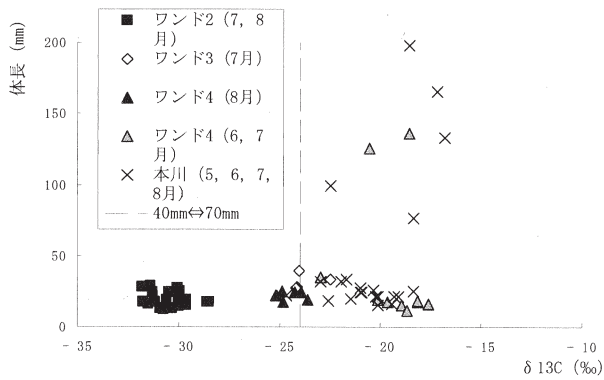 体長 (mm)
200
150
100
50
0
ワンド2 (7, 8
月)
ワンド3 (7月)
ワンド4 (8月)
ワンド4 (6, 7
月)
本川 (5, 6, 7,
8月)
40mm⇔70mm
- 35
- 30
- 25
- 20
- 15
- 10
δ 13C (‰)